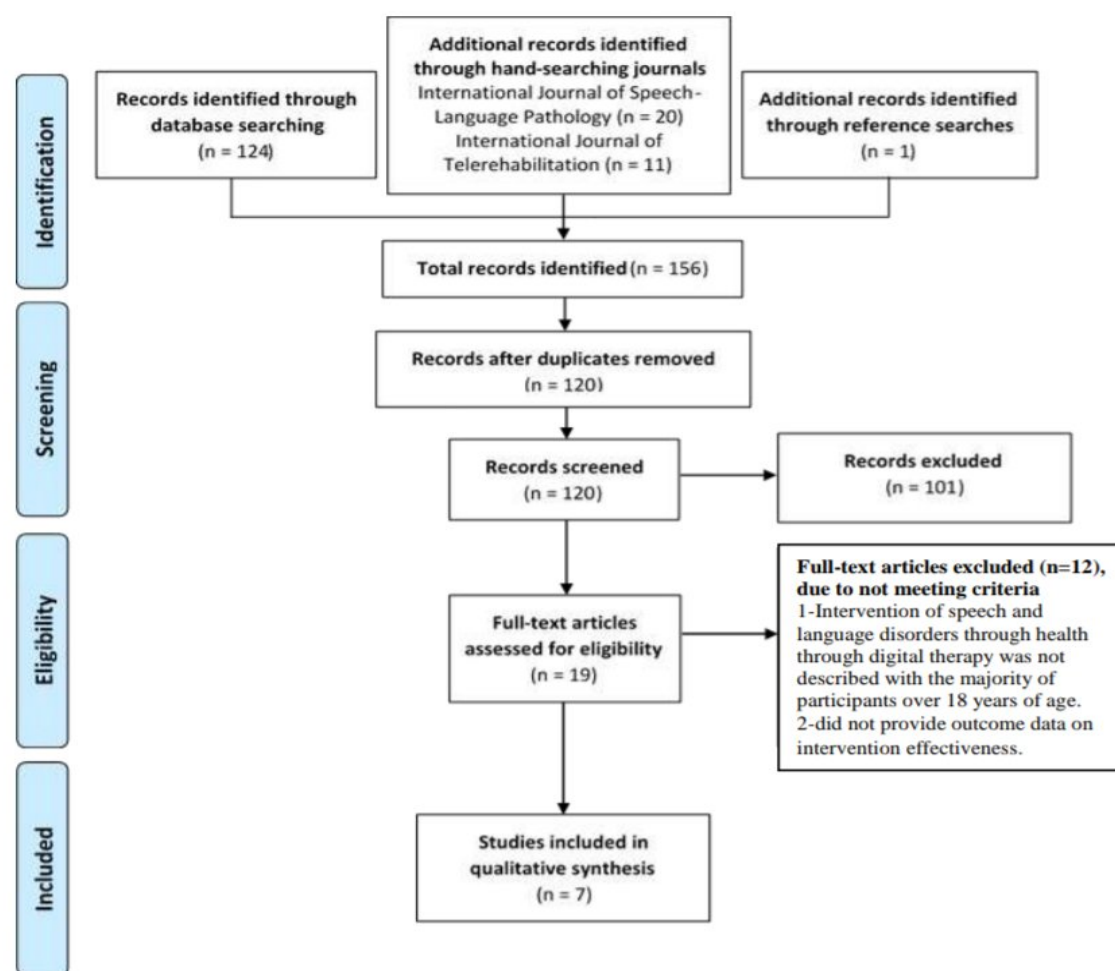 Identification
Records identified through
database searching
(n = 124)
Additional records identified
through hand-searching journals
International Journal of Speech-
Language Pathology (n = 20)
International Journal of
Telerehabilitation (n = 11)
Additional records identified
through reference searches
(n = 1)
Total records identified (n = 156)
Screening
Records after duplicates removed
(n = 120)
Records screened
(n = 120)
Records excluded
(n = 101)
Eligibility
Full-text articles
assessed for eligibility
(n = 19)
Full-text articles excluded (n=12),
due to not meeting criteria
1-Intervention of speech and
language disorders through health
through digital therapy was not
described with the majority of
participants over 18 years of age.
2-did not provide outcome data on
intervention effectiveness.
Included
Studies included in
qualitative synthesis
(n = 7)